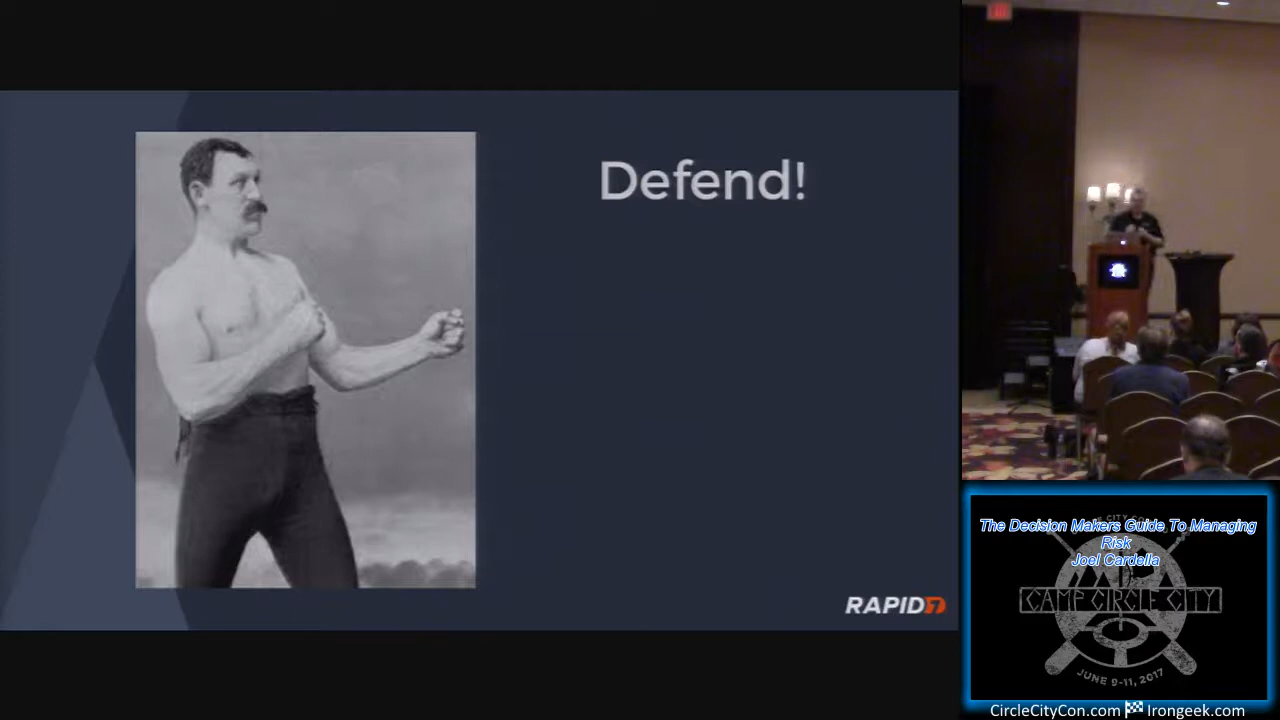 Defend!
RAPID7
The Decision Makers Guide To Managing
Risk
Joel Cardella
CAMP CIRCLE CITY
JUNE 9-11, 2017
CircleCityCon.com Irongeek.com